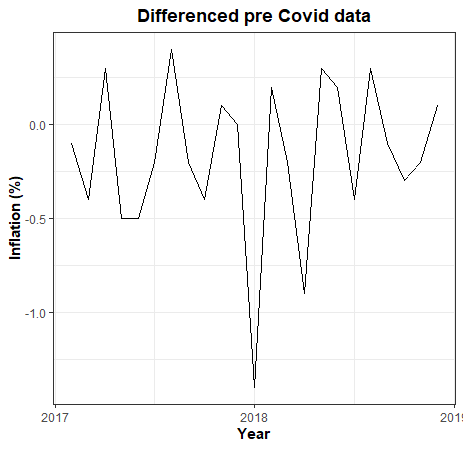 Differenced pre Covid data
Inflation (%)
0.0
-0.5
-1.0
2017 2018 2019
Year